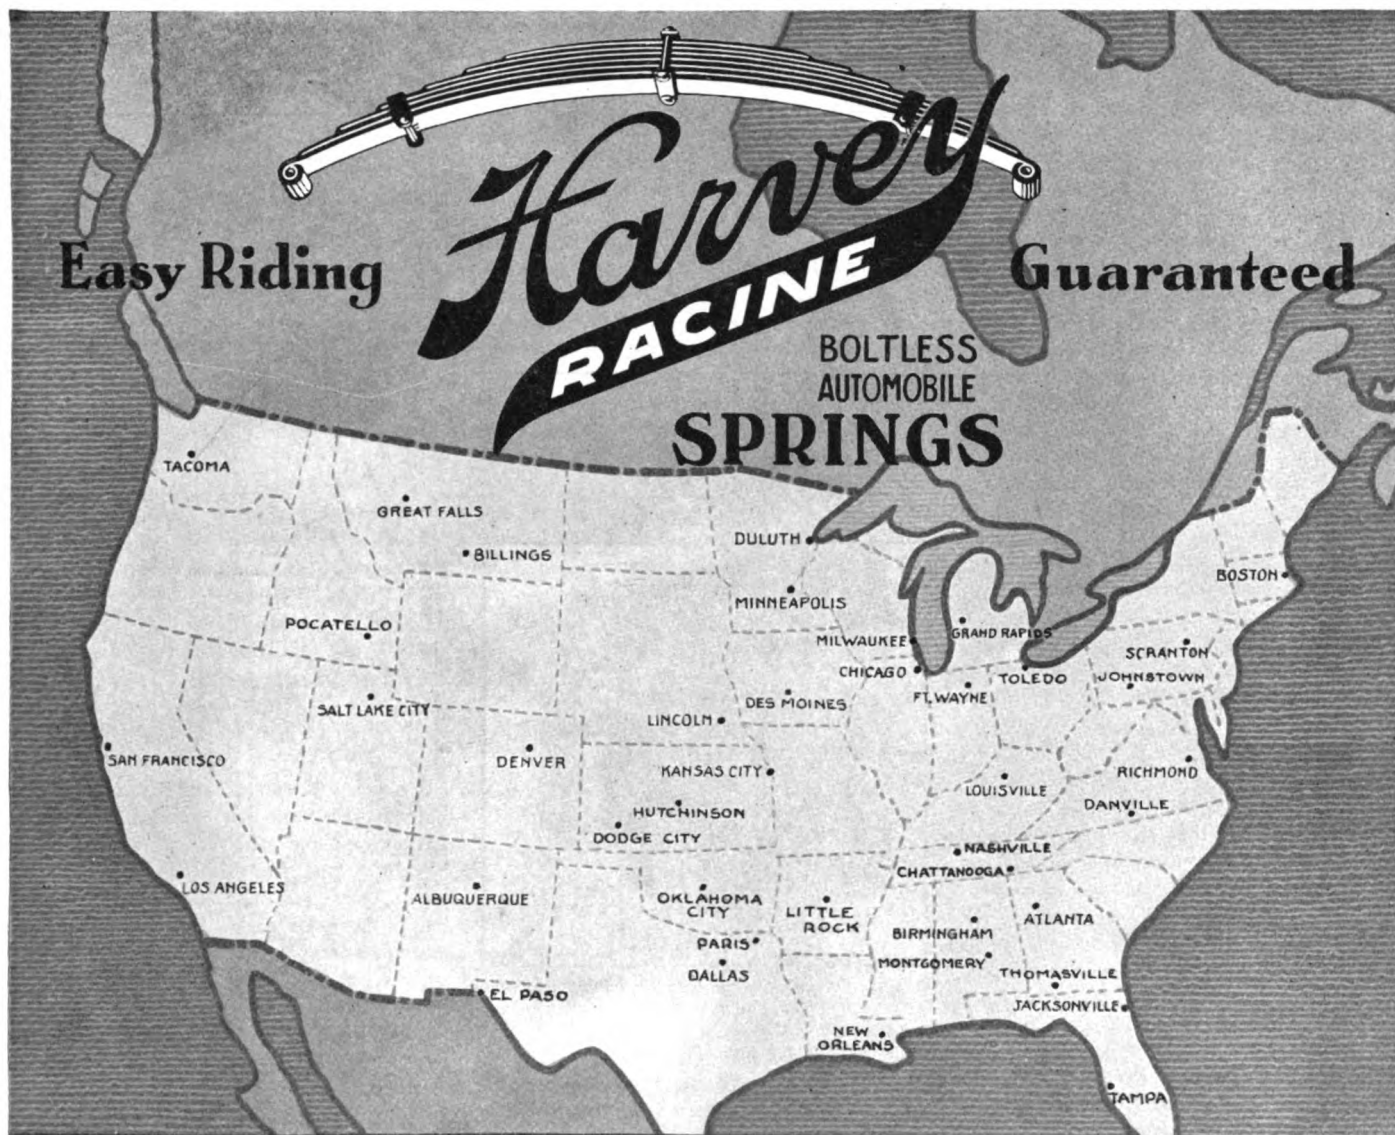 Harvey
Easy Riding
Guaranteed
RACINE
BOLTLESS
AUTOMOBILE
SPRINGS
TACOMA
GREAT FALLS
BILLINGS
DULUTH
BOSTON
MINNEAPOLIS
POCATELLO
MILWAUKEE
GRAND RAPIDS
SCRANTON
CHICAGO
TOLEDO
JOHNSTOWN
FT. WAYNE
DES MOINES
SALT LAKE CITY
LINCOLN
SAN FRANCISCO
DENVER
KANSAS CITY
RICHMOND
LOUISVILLE
DANVILLE
HUTCHINSON
DODGE CITY
NASHVILLE
CHATTANOOGA
LOS ANGELES
ALBUQUERQUE
OKLAHOMA
CITY
LITTLE
ROCK
ATLANTA
BIRMINGHAM
PARIS
MONTGOMERY
DALLAS
THOMASVILLE
EL PASO
JACKSONVILLE
NEW
ORLEANS
TAMPA